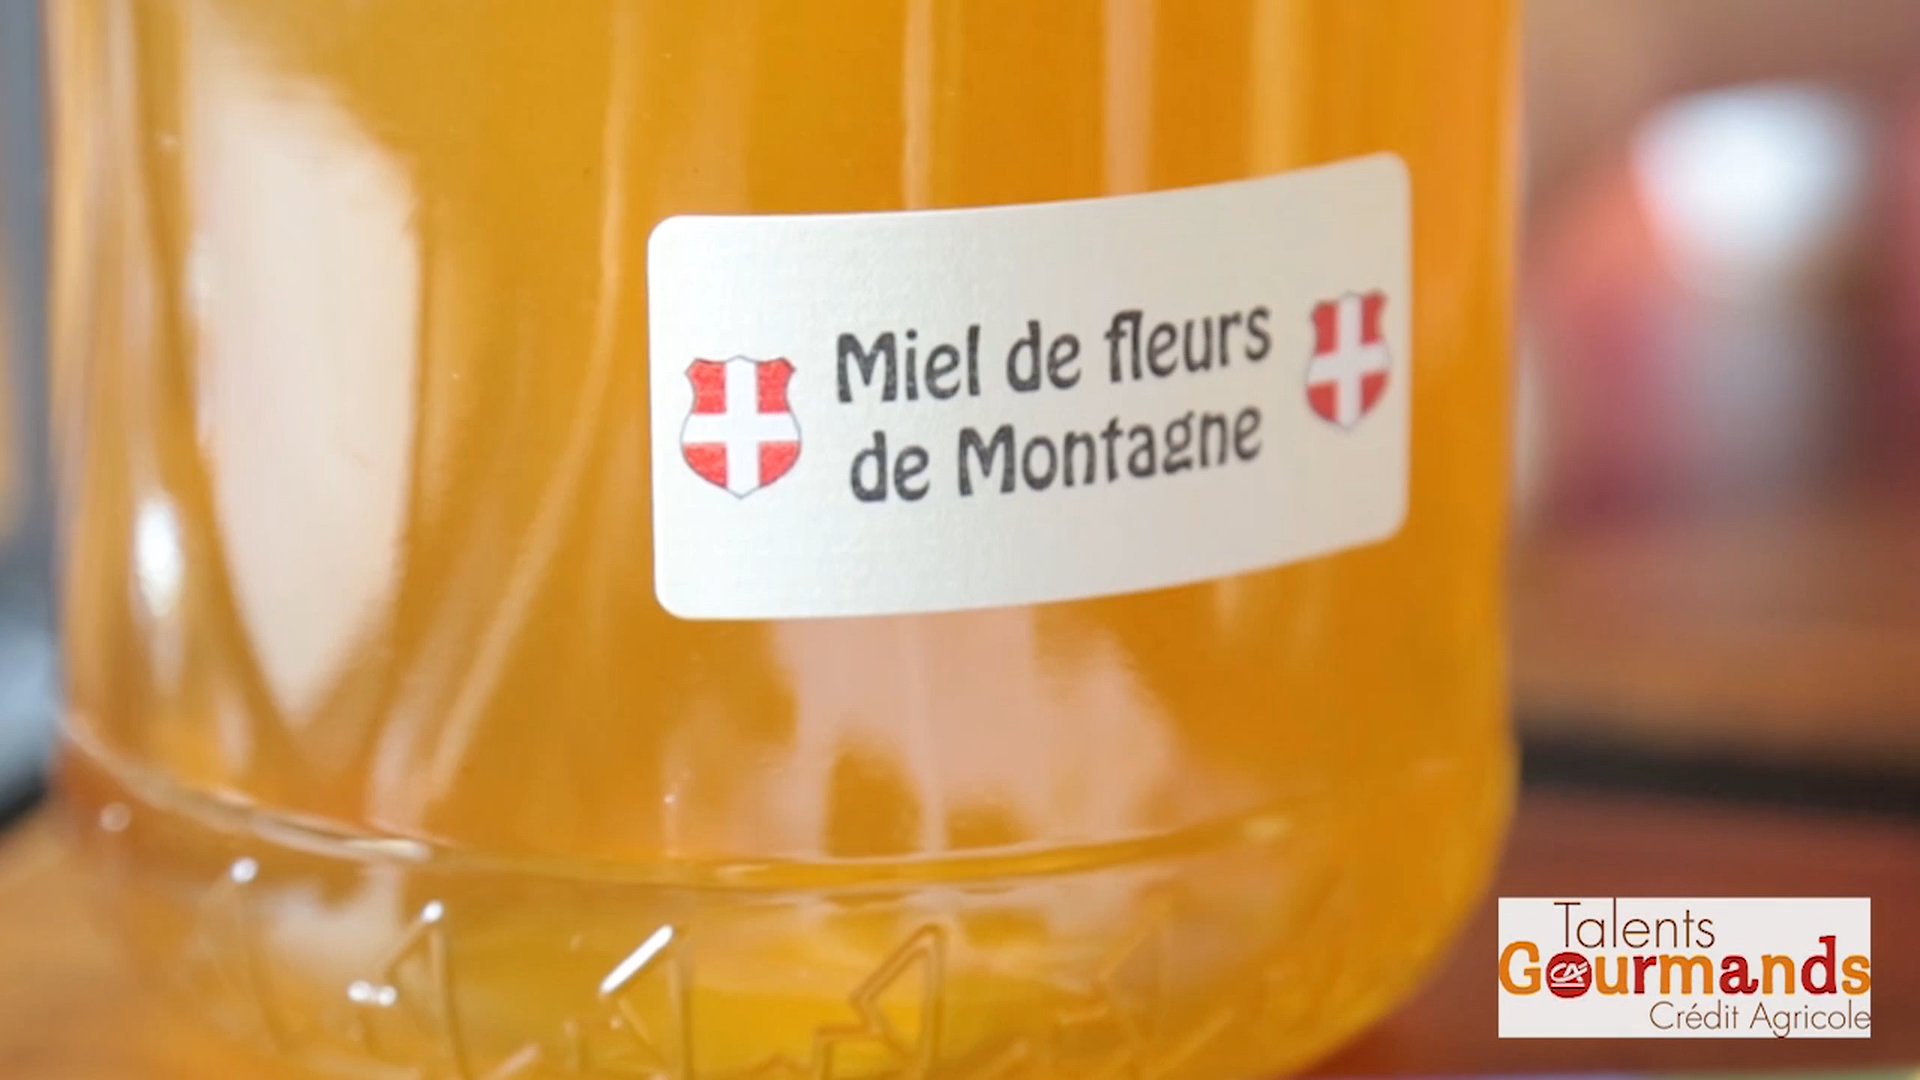 Miel de fleurs
de Montagne
Talents
Gourmands
Crédit Agricole